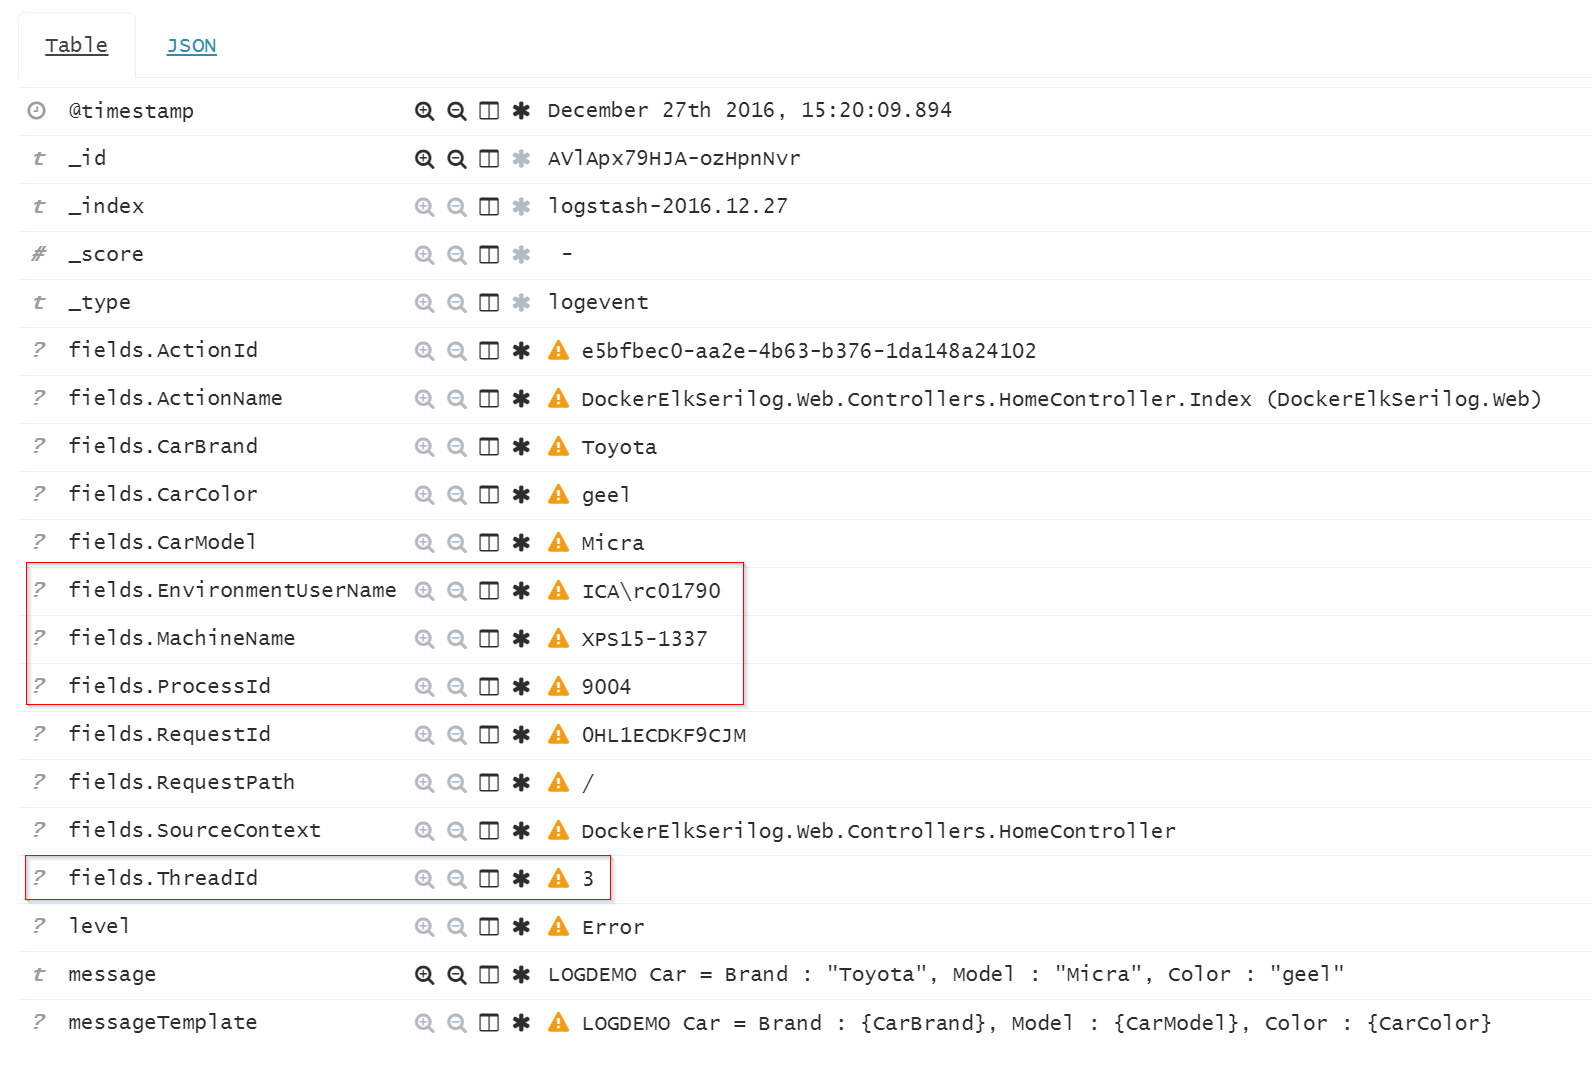 Table JSON
@timestamp December 27th 2016, 15:20:09.894
t _id AVlApx79HJA-ozHpnNvr
t _index logstash-2016.12.27
# _score -
t _type logevent
? fields.ActionId e5bfbec0-aa2e-4b63-b376-1da148a24102
? fields.ActionName DockerElkSerilog.Web.Controllers.HomeController.Index (DockerElkSerilog.Web)
? fields.CarBrand Toyota
? fields.CarColor geel
? fields.CarModel Micra
? fields.EnvironmentUserName ICA\rc01790
? fields.MachineName XPS15-1337
? fields.ProcessId 9004
? fields.RequestId 0HL1ECDKF9CJM
? fields.RequestPath /
? fields.SourceContext DockerElkSerilog.Web.Controllers.HomeController
? fields.ThreadId 3
? level Error
t message LOGDEMO Car = Brand : "Toyota", Model : "Micra", Color : "geel"
? messageTemplate LOGDEMO Car = Brand : {CarBrand}, Model : {CarModel}, Color : {CarColor}